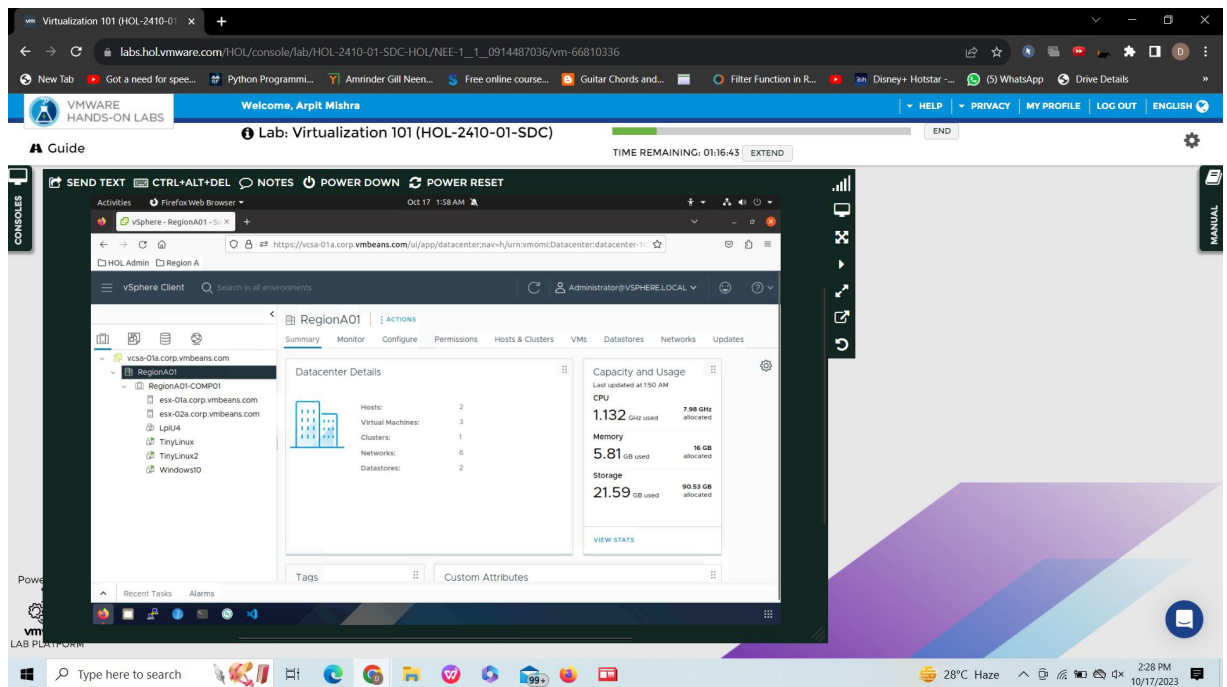 Virtualization 101 (HOL-2410-01
labs.hol.vmware.com/HOL/console/lab/HOL-2410-01-SDC-HOL/NEE-1__1_0914487036/vm-66810336
New Tab Got a need for spee... Python Programmi... Amrinder Gill Neen... Free online course... Guitar Chords and... Filter Function in R... Disney+ Hotstar -... (5) WhatsApp Drive Details »
VMWARE
HANDS-ON LABS
Welcome, Arpit Mishra
HELP PRIVACY MY PROFILE LOG OUT ENGLISH
Guide
Lab: Virtualization 101 (HOL-2410-01-SDC)
END
TIME REMAINING: 01:16:43 EXTEND
CONSOLES
MANUAL
SEND TEXT CTRL+ALT+DEL NOTES POWER DOWN POWER RESET
Activities Firefox Web Browser Oct 17 1:58 AM
vSphere - RegionA01 - Su
https://vcsa-01a.corp.vmbeans.com/ui/app/datacenter;nav=h/urn:vmomi:Datacenter:datacenter-10
HOL Admin Region A
vSphere Client Search in all environments Administrator@VSPHERE.LOCAL
RegionA01 ACTIONS
Summary Monitor Configure Permissions Hosts & Clusters VMs Datastores Networks Updates
vcsa-01a.corp.vmbeans.com
RegionA01
RegionA01-COMP01
esx-01a.corp.vmbeans.com
esx-02a.corp.vmbeans.com
LpiU4
TinyLinux
TinyLinux2
Windows10
Datacenter Details
Hosts: 2
Virtual Machines: 3
Clusters: 1
Networks: 6
Datastores: 2
Capacity and Usage
Last updated at 1:50 AM
CPU
1.132 GHz used
7.98 GHz
allocated
Memory
5.81 GB used
16 GB
allocated
Storage
21.59 GB used
90.53 GB
allocated
VIEW STATS
Tags Custom Attributes
Recent Tasks Alarms
Powe
vm
LAB PLATFORM
Type here to search
99+
28°C Haze
2:28 PM
10/17/2023